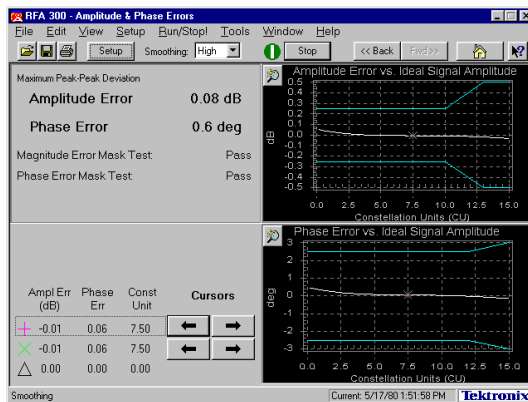 RFA 300 - Amplitude & Phase Errors
File Edit View Setup Run/Stop! Tools Window Help
Setup Smoothing: High Stop << Back Fwd >>
Maximum Peak-Peak Deviation
Amplitude Error 0.08 dB
Phase Error 0.6 deg
Magnitude Error Mask Test: Pass
Phase Error Mask Test: Pass
Amplitude Error vs. Ideal Signal Amplitude
0.5
0.4
0.3
0.2
0.1
0.0
-0.1
-0.2
-0.3
-0.4
-0.5
dB
0.0 2.5 5.0 7.5 10.0 12.5 15.0
Constellation Units (CU)
Phase Error vs. Ideal Signal Amplitude
3
2
1
0
-1
-2
-3
deg
0.0 2.5 5.0 7.5 10.0 12.5 15.0
Constellation Units (CU)
Ampl Err (dB) Phase Err Const Unit Cursors
-0.01 0.06 7.50
-0.01 0.06 7.50
0.00 0.00 0.00
Smoothing Current: 5/17/80 1:51:58 PM Tektronix